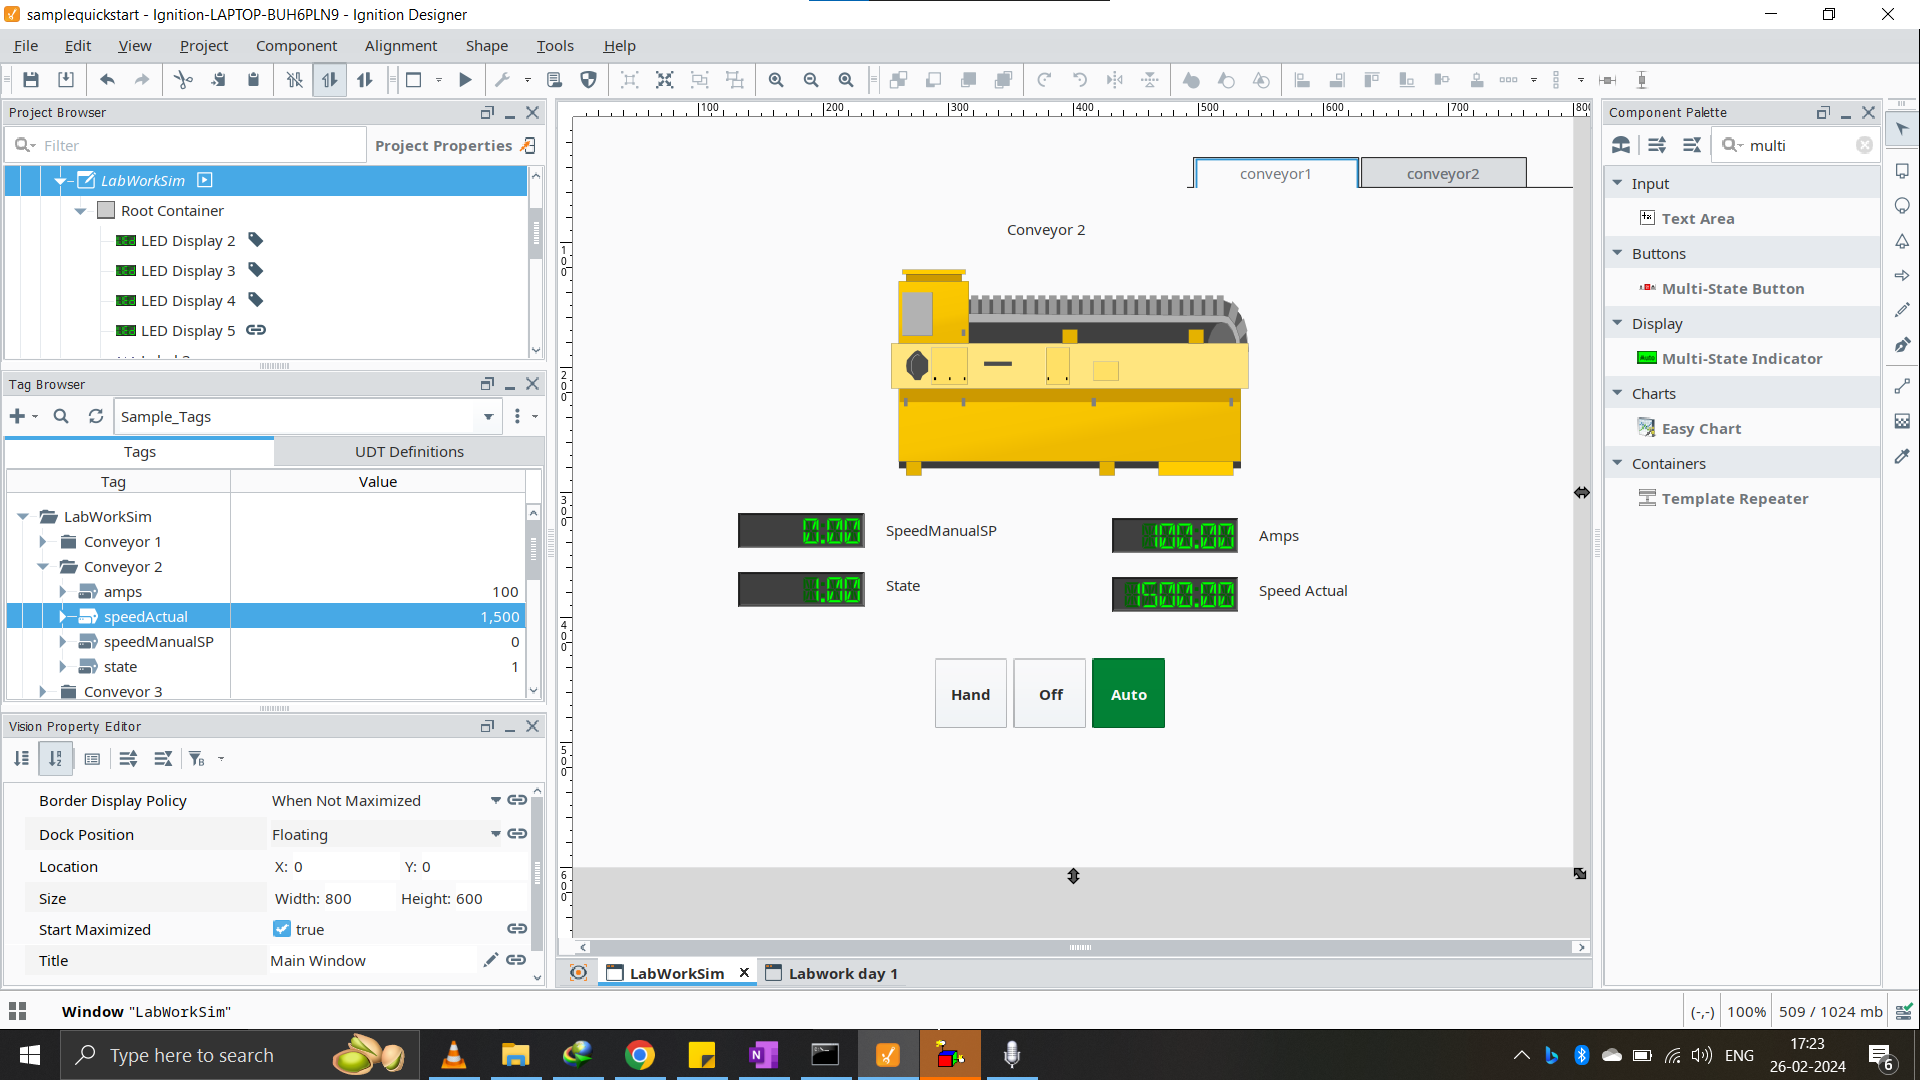 samplequickstart - Ignition-LAPTOP-BUH6PLN9 - Ignition Designer
File Edit View Project Component Alignment Shape Tools Help
Project Browser
Filter
Project Properties
LabWorkSim
Root Container
LED Display 2
LED Display 3
LED Display 4
LED Display 5
Tag Browser
Sample_Tags
Tags UDT Definitions
Tag Value
LabWorkSim
Conveyor 1
Conveyor 2
amps 100
speedActual 1,500
speedManualSP 0
state 1
Conveyor 3
Vision Property Editor
Border Display Policy When Not Maximized
Dock Position Floating
Location X: 0 Y: 0
Size Width: 800 Height: 600
Start Maximized true
Title Main Window
100 200 300 400 500 600 700 800
100
200
300
400
500
600
conveyor1 conveyor2
Conveyor 2
0.00 SpeedManualSP 100.00 Amps
1.00 State 1500.00 Speed Actual
Hand Off Auto
LabWorkSim Labwork day 1
Component Palette
multi
Input
Text Area
Buttons
Multi-State Button
Display
Multi-State Indicator
Charts
Easy Chart
Containers
Template Repeater
Window "LabWorkSim"
(-,-) 100% 509 / 1024 mb
Type here to search
ENG
17:23
26-02-2024
6